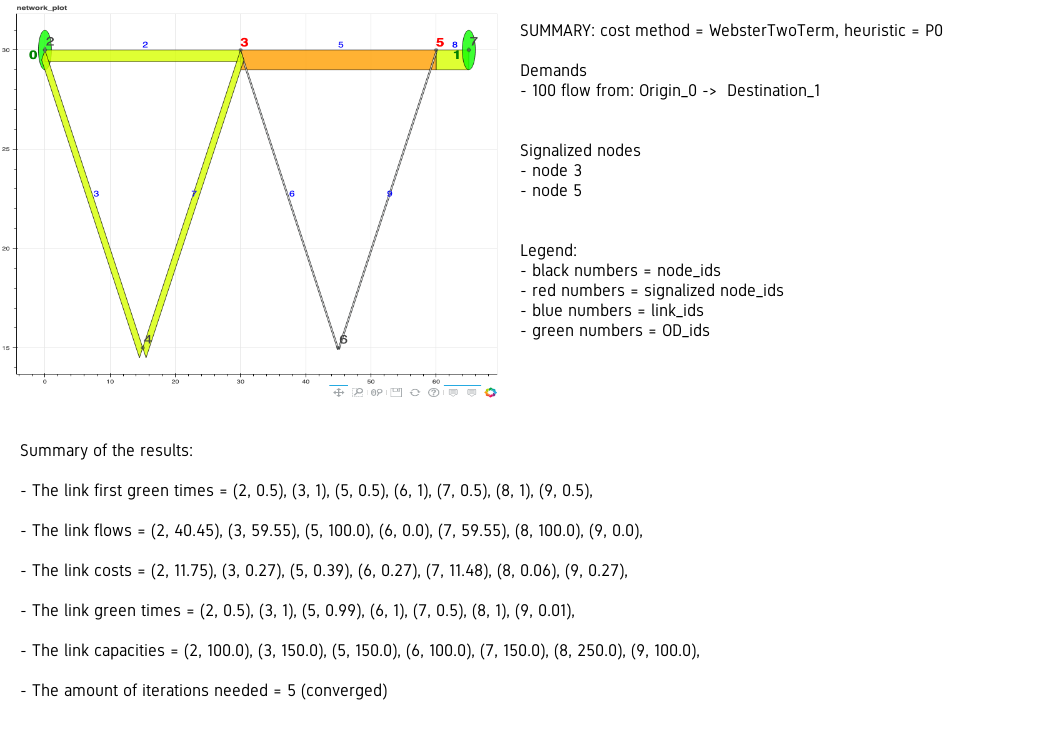 network_plot
SUMMARY: cost method = WebsterTwoTerm, heuristic = P0
Demands
- 100 flow from: Origin_0 -> Destination_1
Signalized nodes
- node 3
- node 5
Legend:
- black numbers = node_ids
- red numbers = signalized node_ids
- blue numbers = link_ids
- green numbers = OD_ids
2 2 3 5 5 8 7
0 1
3 7 6 9
4 6
30
25
20
15
0 10 20 30 40 50 60
Summary of the results:
- The link first green times = (2, 0.5), (3, 1), (5, 0.5), (6, 1), (7, 0.5), (8, 1), (9, 0.5),
- The link flows = (2, 40.45), (3, 59.55), (5, 100.0), (6, 0.0), (7, 59.55), (8, 100.0), (9, 0.0),
- The link costs = (2, 11.75), (3, 0.27), (5, 0.39), (6, 0.27), (7, 11.48), (8, 0.06), (9, 0.27),
- The link green times = (2, 0.5), (3, 1), (5, 0.99), (6, 1), (7, 0.5), (8, 1), (9, 0.01),
- The link capacities = (2, 100.0), (3, 150.0), (5, 150.0), (6, 100.0), (7, 150.0), (8, 250.0), (9, 100.0),
- The amount of iterations needed = 5 (converged)